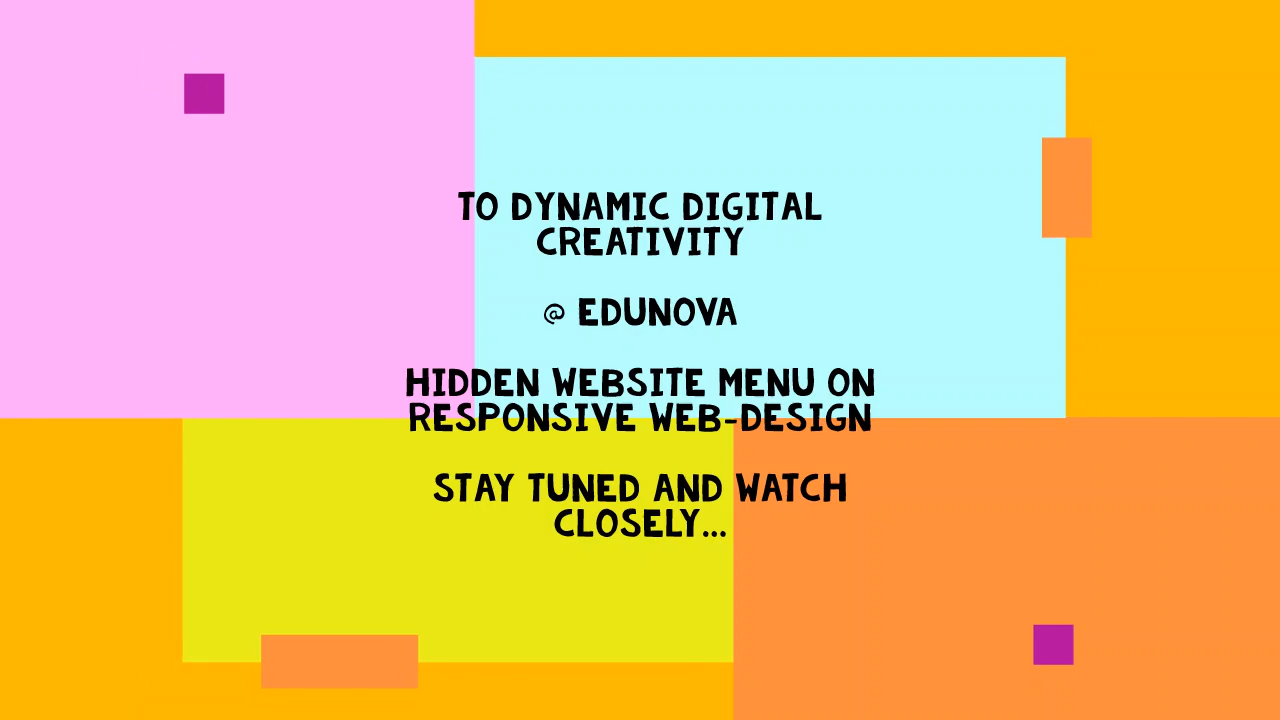 TO DYNAMIC DIGITAL
CREATIVITY
@ EDUNOVA
HIDDEN WEBSITE MENU ON
RESPONSIVE WEB-DESIGN
STAY TUNED AND WATCH
CLOSELY...